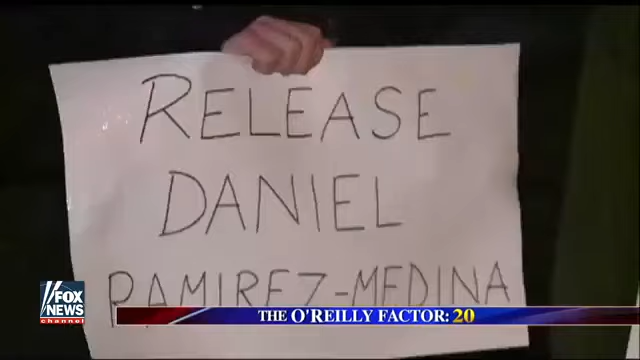 RELEASE
DANIEL
RAMIREZ-MEDINA
FOX
NEWS
channel
THE O'REILLY FACTOR: 20